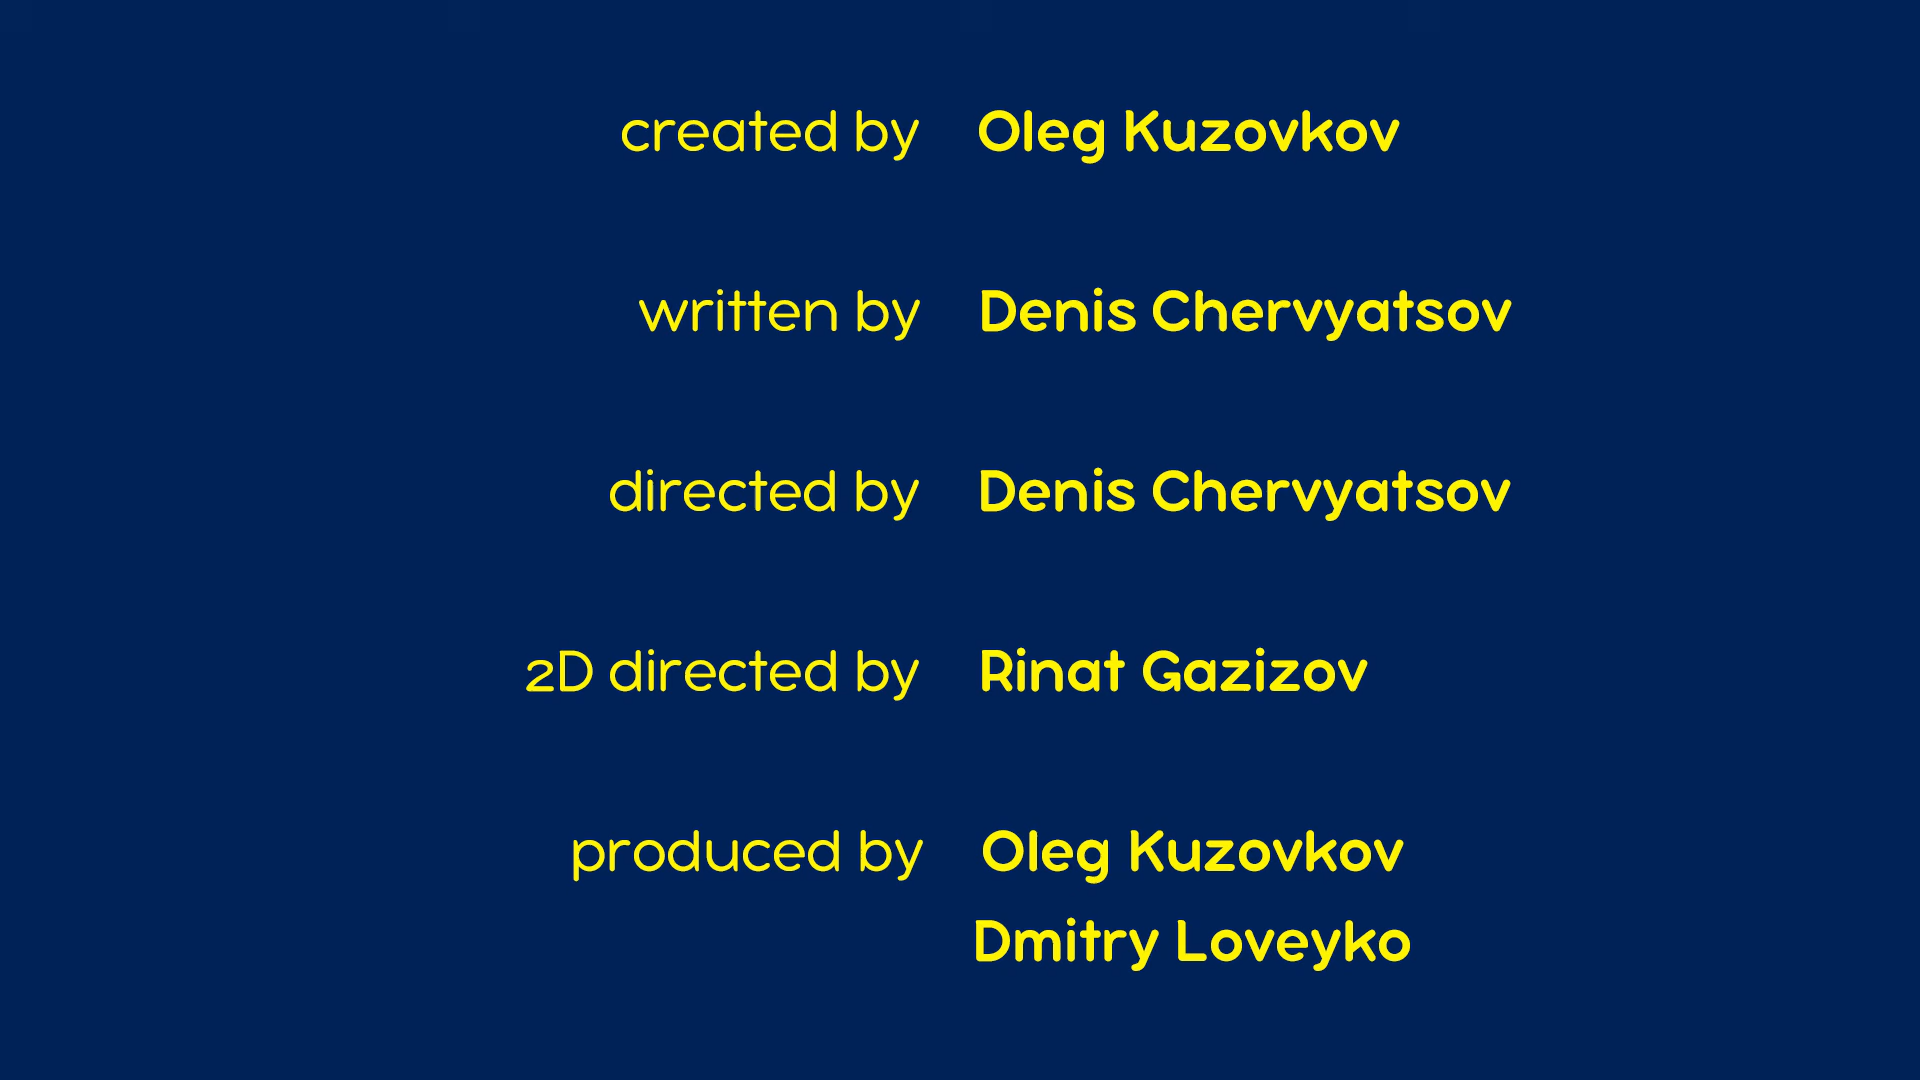 created by Oleg Kuzovkov
written by Denis Chervyatsov
directed by Denis Chervyatsov
2D directed by Rinat Gazizov
produced by Oleg Kuzovkov
Dmitry Loveyko